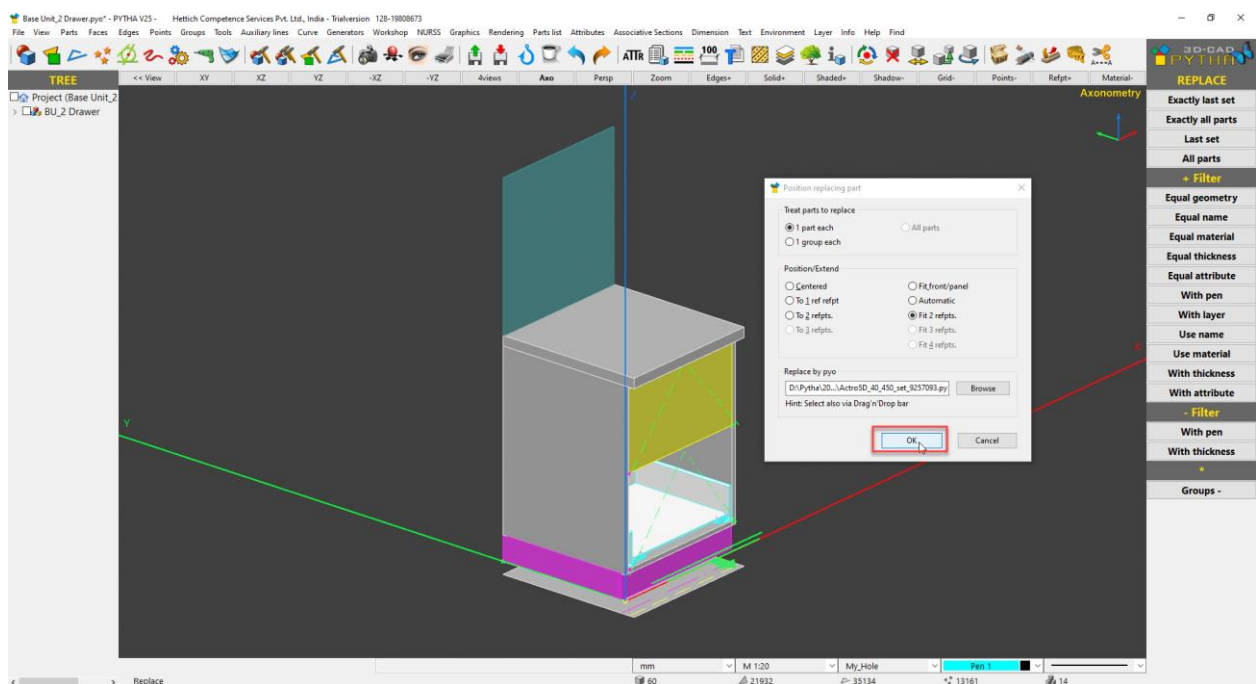 Base Unit_2 Drawer.pyo* - PYTHA V25 - Hettich Competence Services Pvt. Ltd., India - Trialversion 128-19808673
File View Parts Faces Edges Points Groups Tools Auxiliary lines Curve Generators Workshop NURSS Graphics Rendering Parts list Attributes Associative Sections Dimension Text Environment Layer Info Help Find
ATTR 100
3D-CAD
PYTHA
TREE << View XY XZ YZ -XZ -YZ 4views Axo Persp Zoom Edges+ Solid+ Shaded+ Shadow- Grid- Points- Refpt+ Material- REPLACE
Project (Base Unit_2
BU_2 Drawer
Axonometry
Z
X
Y
Position replacing part
Treat parts to replace
1 part each All parts
1 group each
Position/Extend
Centered Fit front/panel
To 1 ref refpt Automatic
To 2 refpts. Fit 2 refpts.
To 3 refpts. Fit 3 refpts.
Fit 4 refpts.
Replace by pyo
D:\Pytha\20...\Actro5D_40_450_set_9257093.py Browse
Hint: Select also via Drag'n'Drop bar
OK Cancel
Exactly last set
Exactly all parts
Last set
All parts
+ Filter
Equal geometry
Equal name
Equal material
Equal thickness
Equal attribute
With pen
With layer
Use name
Use material
With thickness
With attribute
- Filter
With pen
With thickness
*
Groups -
mm M 1:20 My_Hole Pen 1
Replace 60 21932 35134 13161 14